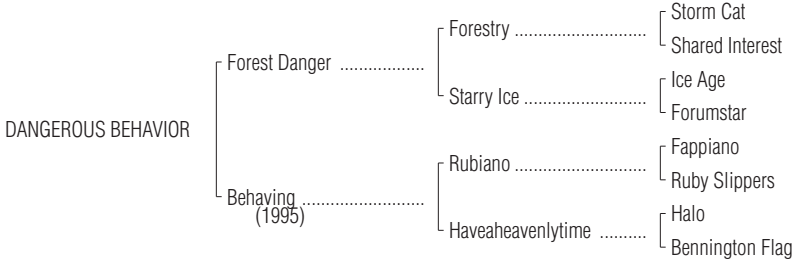 Storm Cat
Forestry ..........................
Shared Interest
Forest Danger .................
Ice Age
Starry Ice ........................
Forumstar
DANGEROUS BEHAVIOR
Fappiano
Rubiano ..........................
Ruby Slippers
Behaving ........................
(1995)
Halo
Haveaheavenlytime .........
Bennington Flag